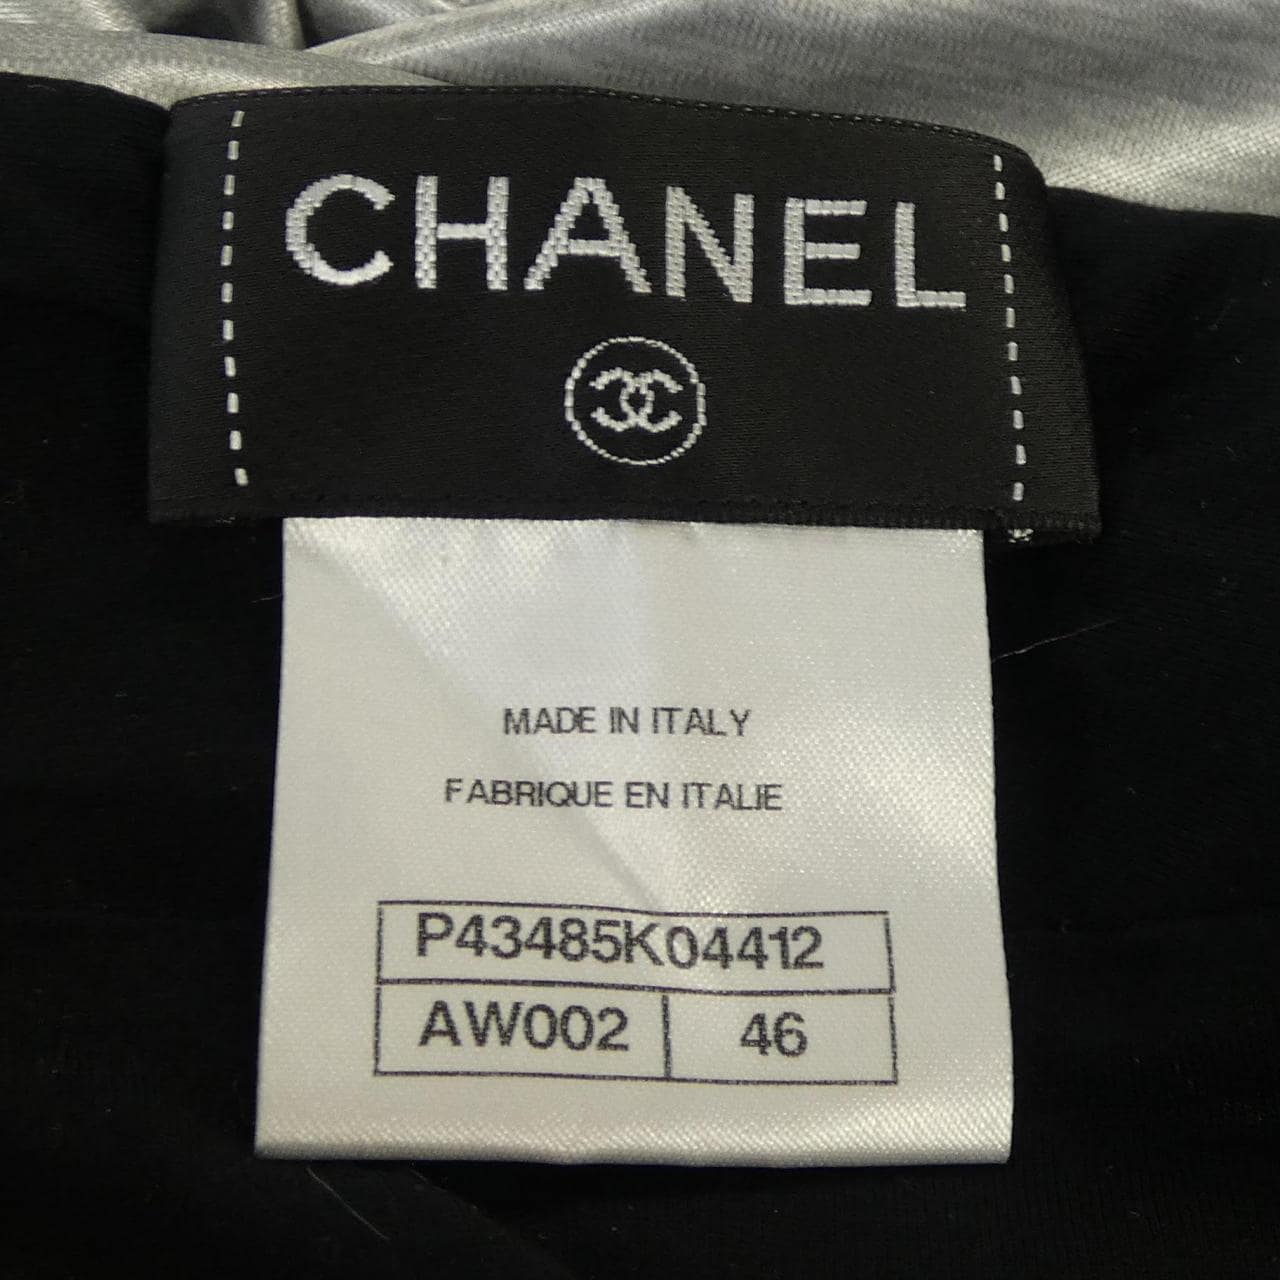 CHANEL
MADE IN ITALY
FABRIQUE EN ITALIE
P43485K04412
AW002 46